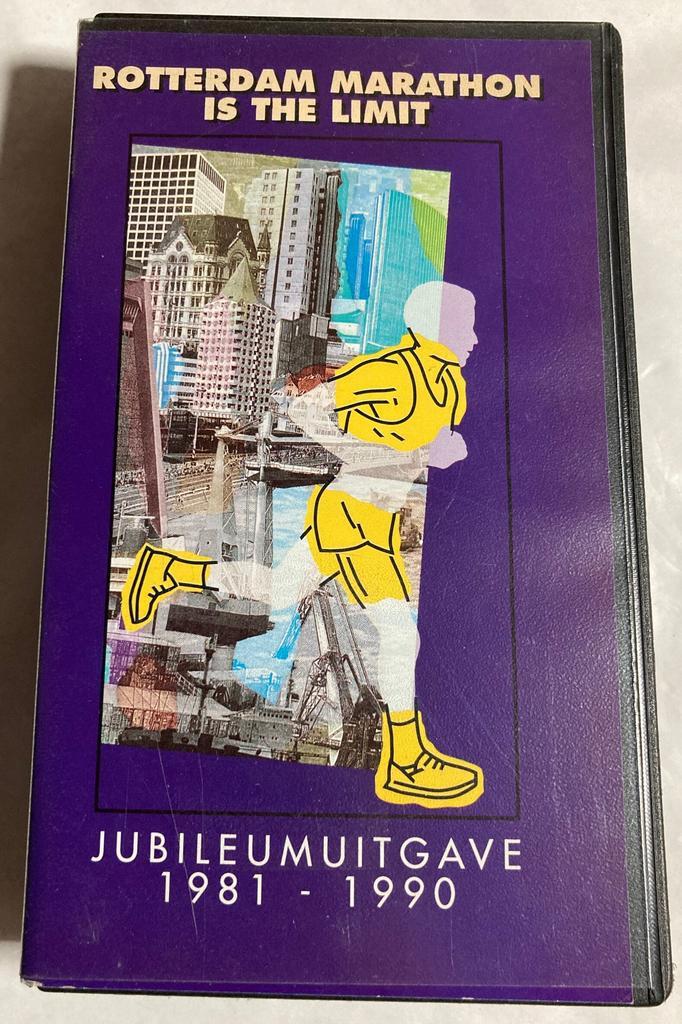 ROTTERDAM MARATHON
IS THE LIMIT
JUBILEUMUITGAVE
1981 - 1990